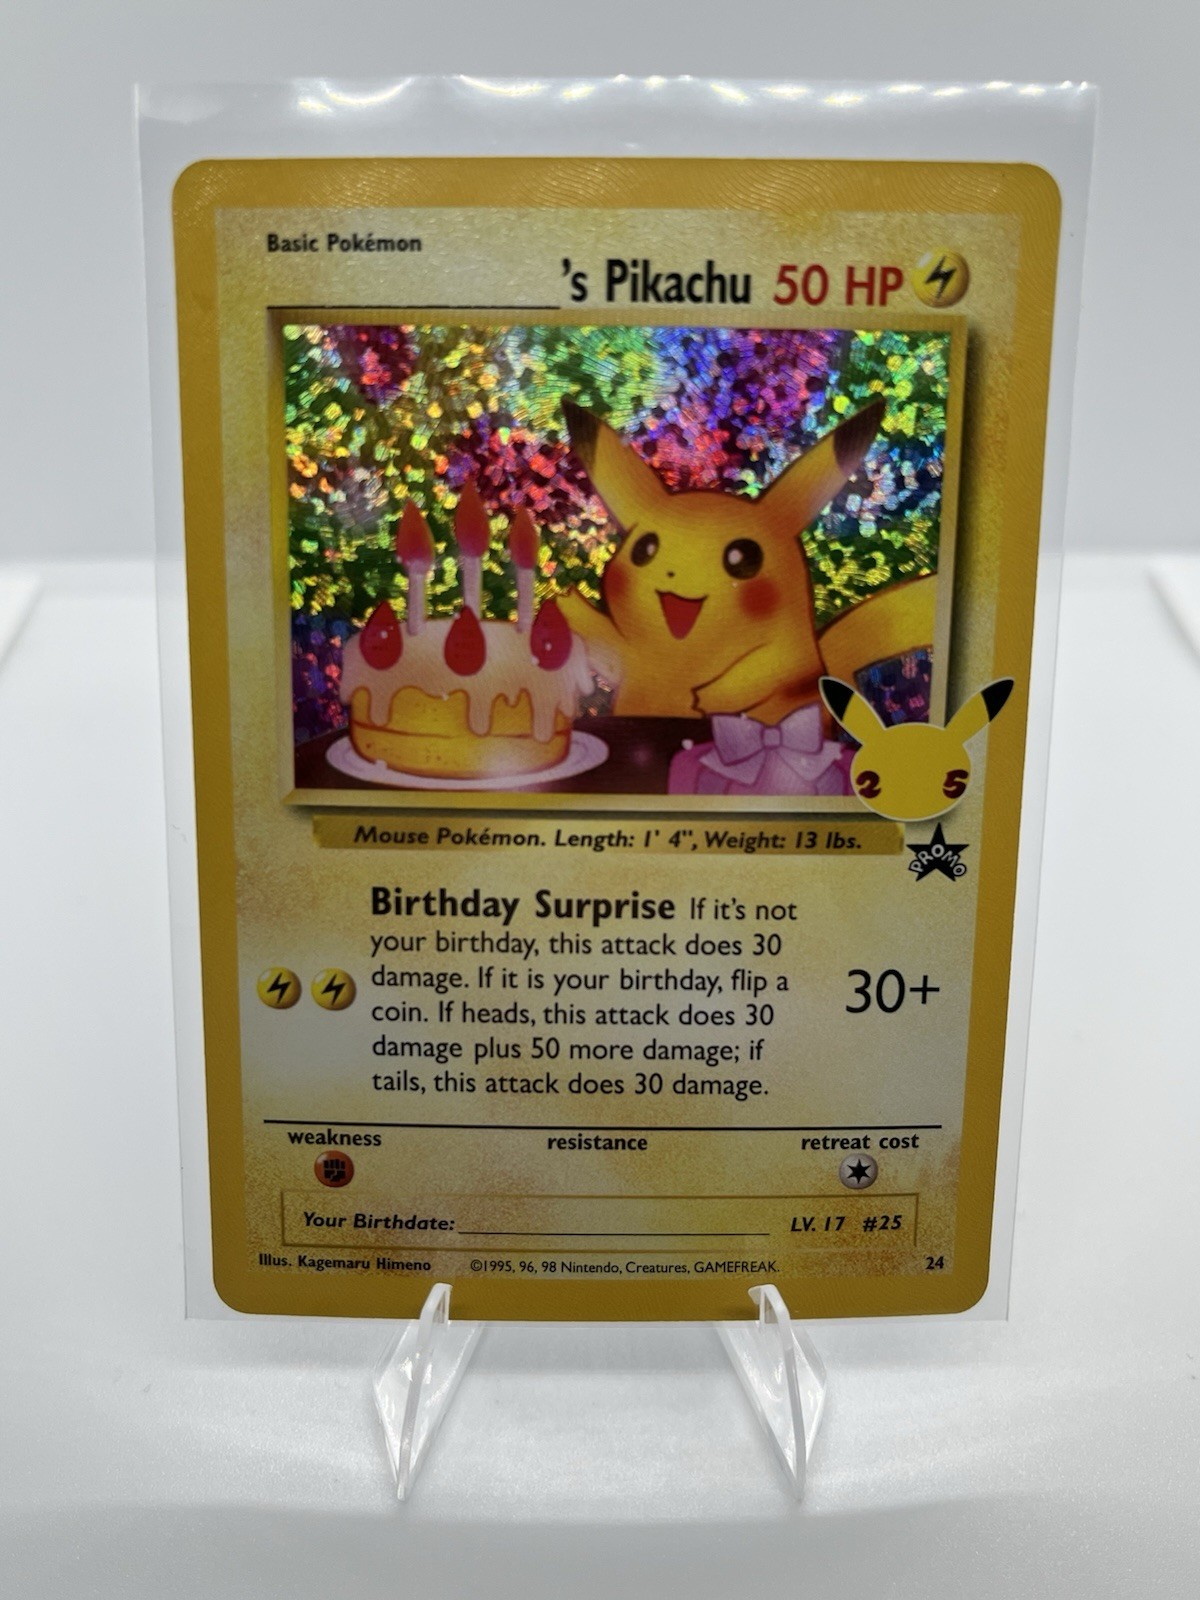 Basic Pokémon
____________'s Pikachu 50 HP
2 5
Mouse Pokémon. Length: 1' 4", Weight: 13 lbs.
PROMO
Birthday Surprise If it's not
your birthday, this attack does 30
damage. If it is your birthday, flip a
coin. If heads, this attack does 30
damage plus 50 more damage; if
tails, this attack does 30 damage.
30+
weakness resistance retreat cost
Your Birthdate:____________ LV. 17 #25
Illus. Kagemaru Himeno ©1995, 96, 98 Nintendo, Creatures, GAMEFREAK. 24